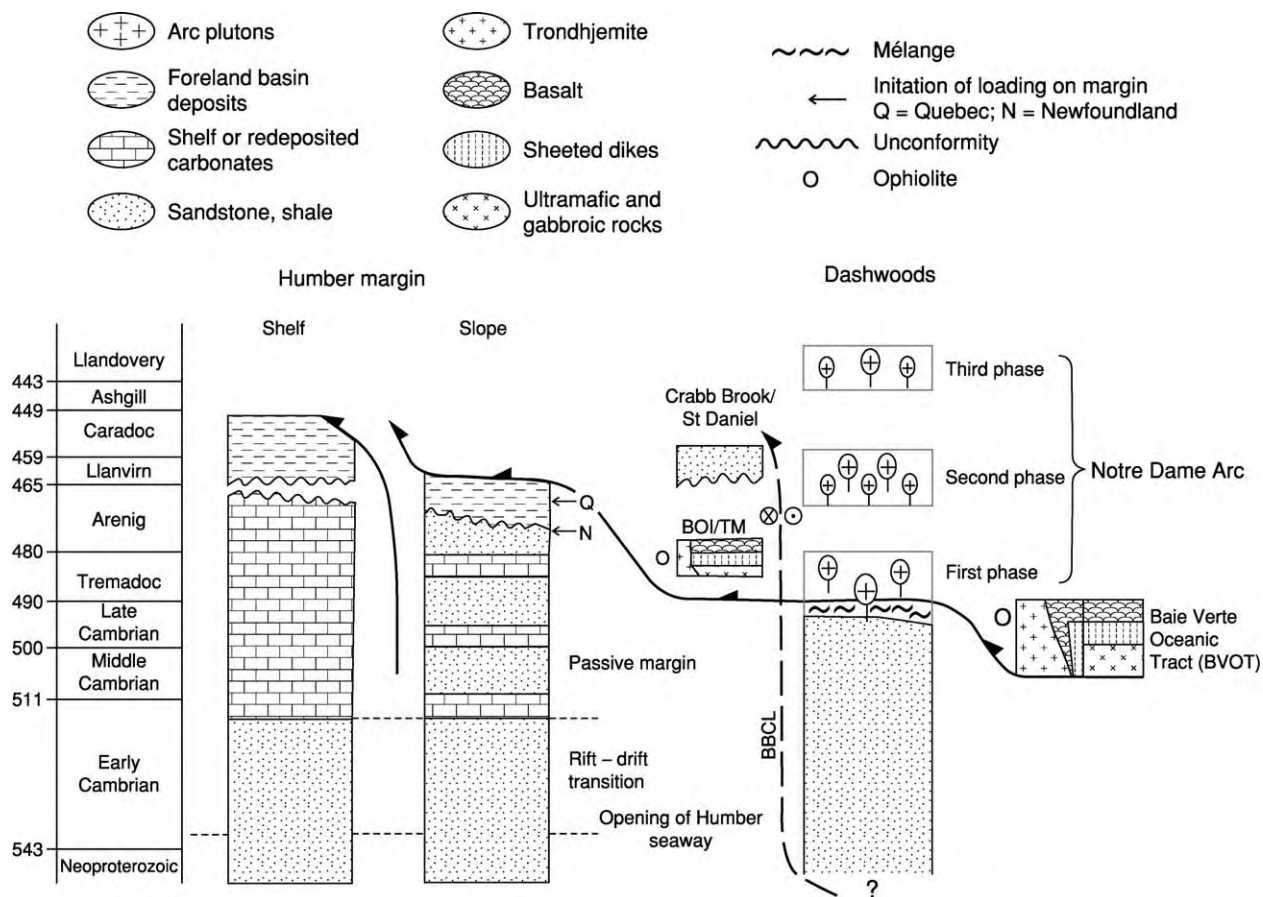 Arc plutons
Foreland basin
deposits
Shelf or redeposited
carbonates
Sandstone, shale
Trondhjemite
Basalt
Sheeted dikes
Ultramafic and
gabbroic rocks
Mélange
Initation of loading on margin
Q = Quebec; N = Newfoundland
Unconformity
O Ophiolite
Humber margin
Dashwoods
Shelf
Slope
Llandovery
443
Ashgill
449
Caradoc
459
Llanvirn
465
Arenig
480
Tremadoc
490
Late
Cambrian
500
Middle
Cambrian
511
Early
Cambrian
543
Neoproterozoic
Q
N
Passive margin
Rift – drift
transition
Opening of Humber
seaway
Crabb Brook/
St Daniel
BOI/TM
O
BBCL
?
Third phase
Second phase
First phase
Notre Dame Arc
O
Baie Verte
Oceanic
Tract (BVOT)